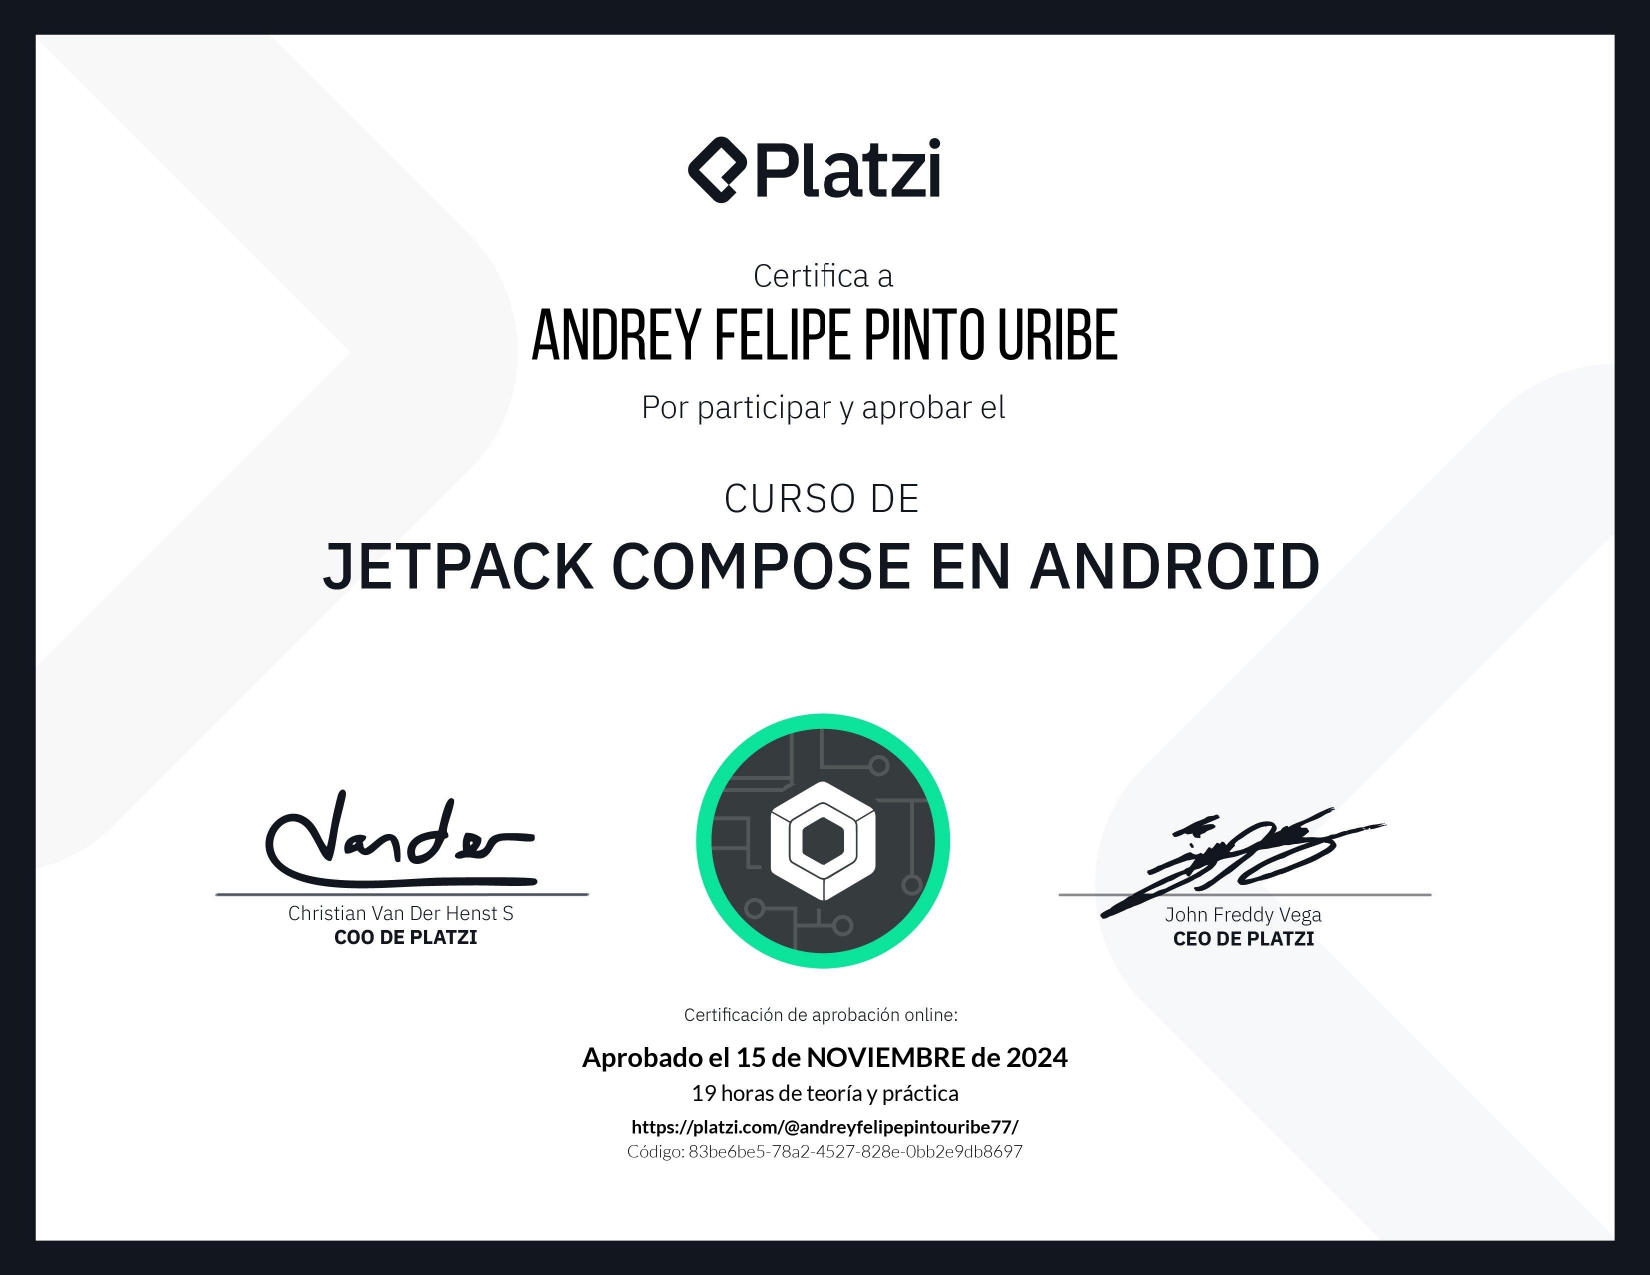 Platzi
Certifica a
ANDREY FELIPE PINTO URIBE
Por participar y aprobar el
CURSO DE
JETPACK COMPOSE EN ANDROID
Vander
Christian Van Der Henst S
COO DE PLATZI
John Freddy Vega
CEO DE PLATZI
Certificación de aprobación online:
Aprobado el 15 de NOVIEMBRE de 2024
19 horas de teoría y práctica
https://platzi.com/@andreyfelipepintouribe77/
Código: 83be6be5-78a2-4527-828e-0bb2e9db8697